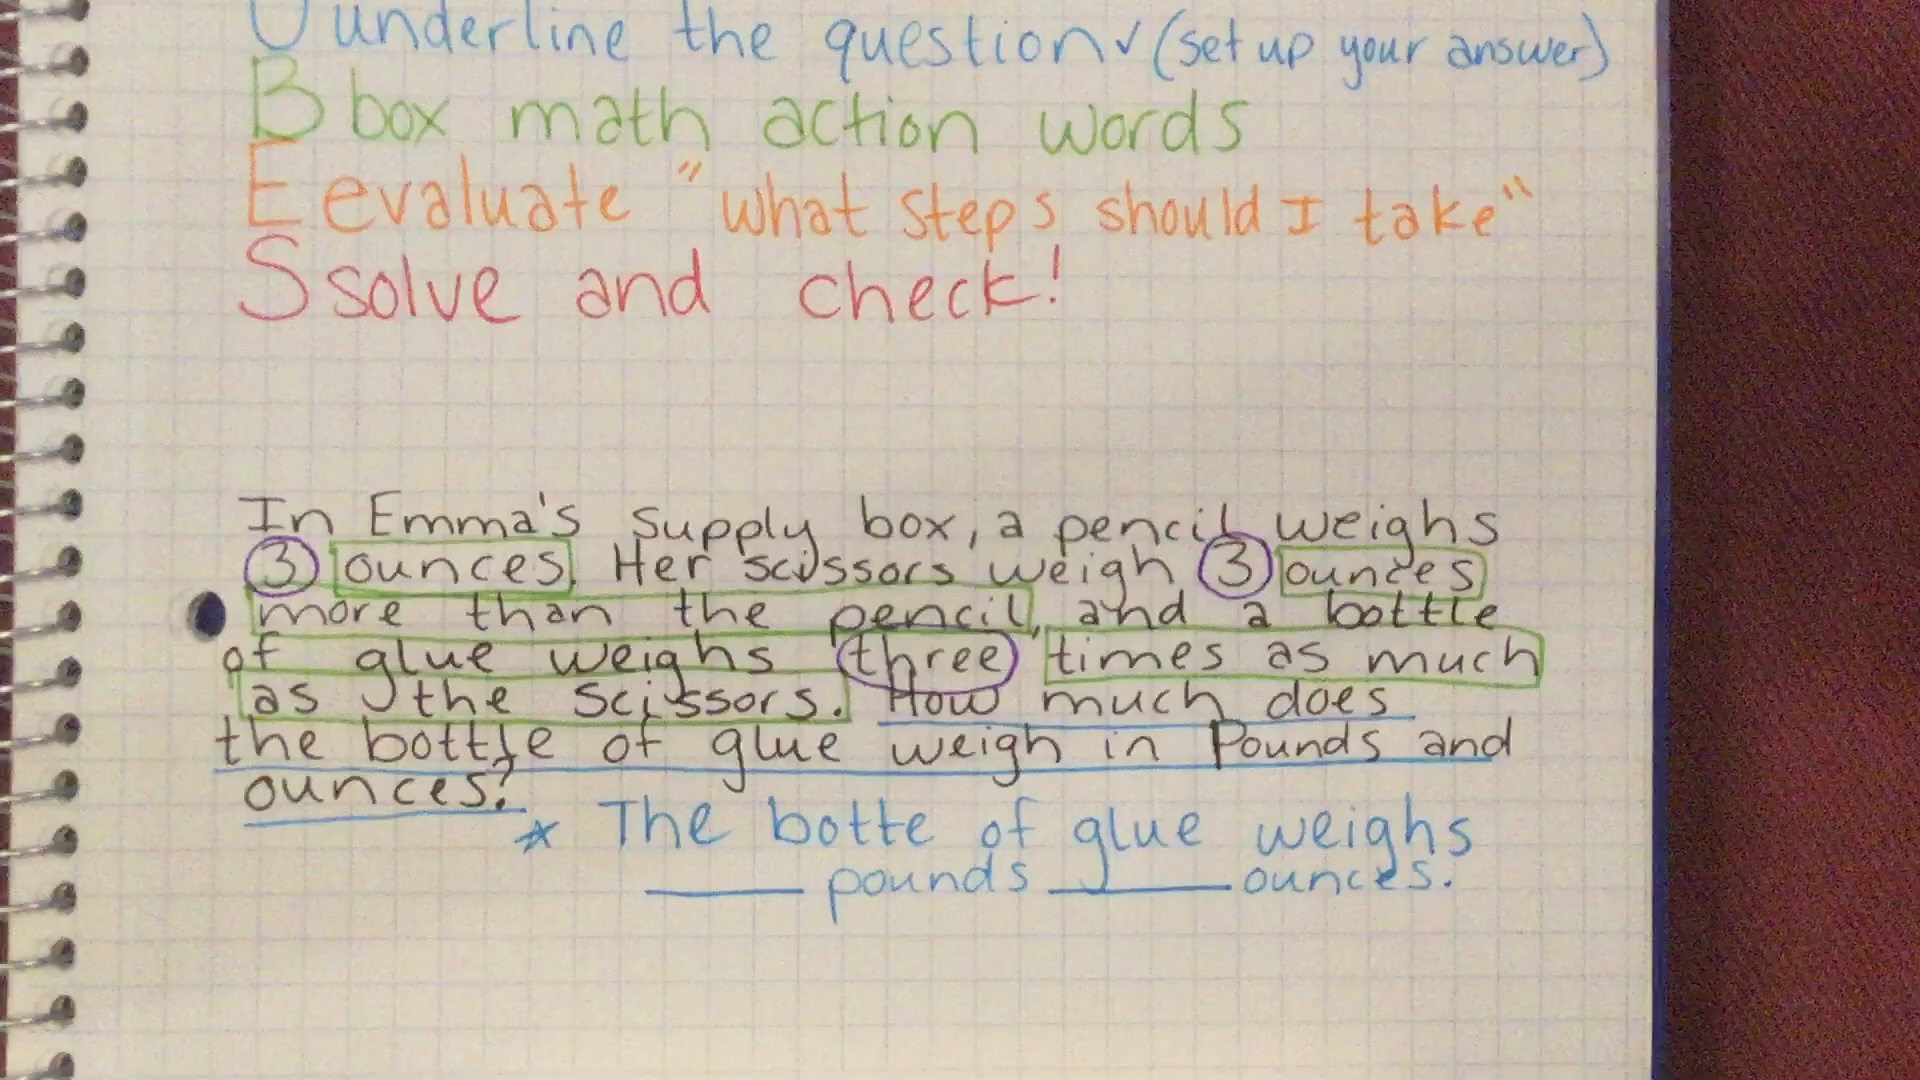 U underline the question ✓ (set up your answer)
B box math action words
E evaluate "what steps should I take"
S solve and check!
In Emma's supply box, a pencil weighs
3 ounces. Her scissors weigh 3 ounces
more than the pencil, and a bottle
of glue weighs three times as much
as the scissors. How much does
the bottle of glue weigh in Pounds and
ounces?
* The botte of glue weighs
____ pounds ____ ounces.